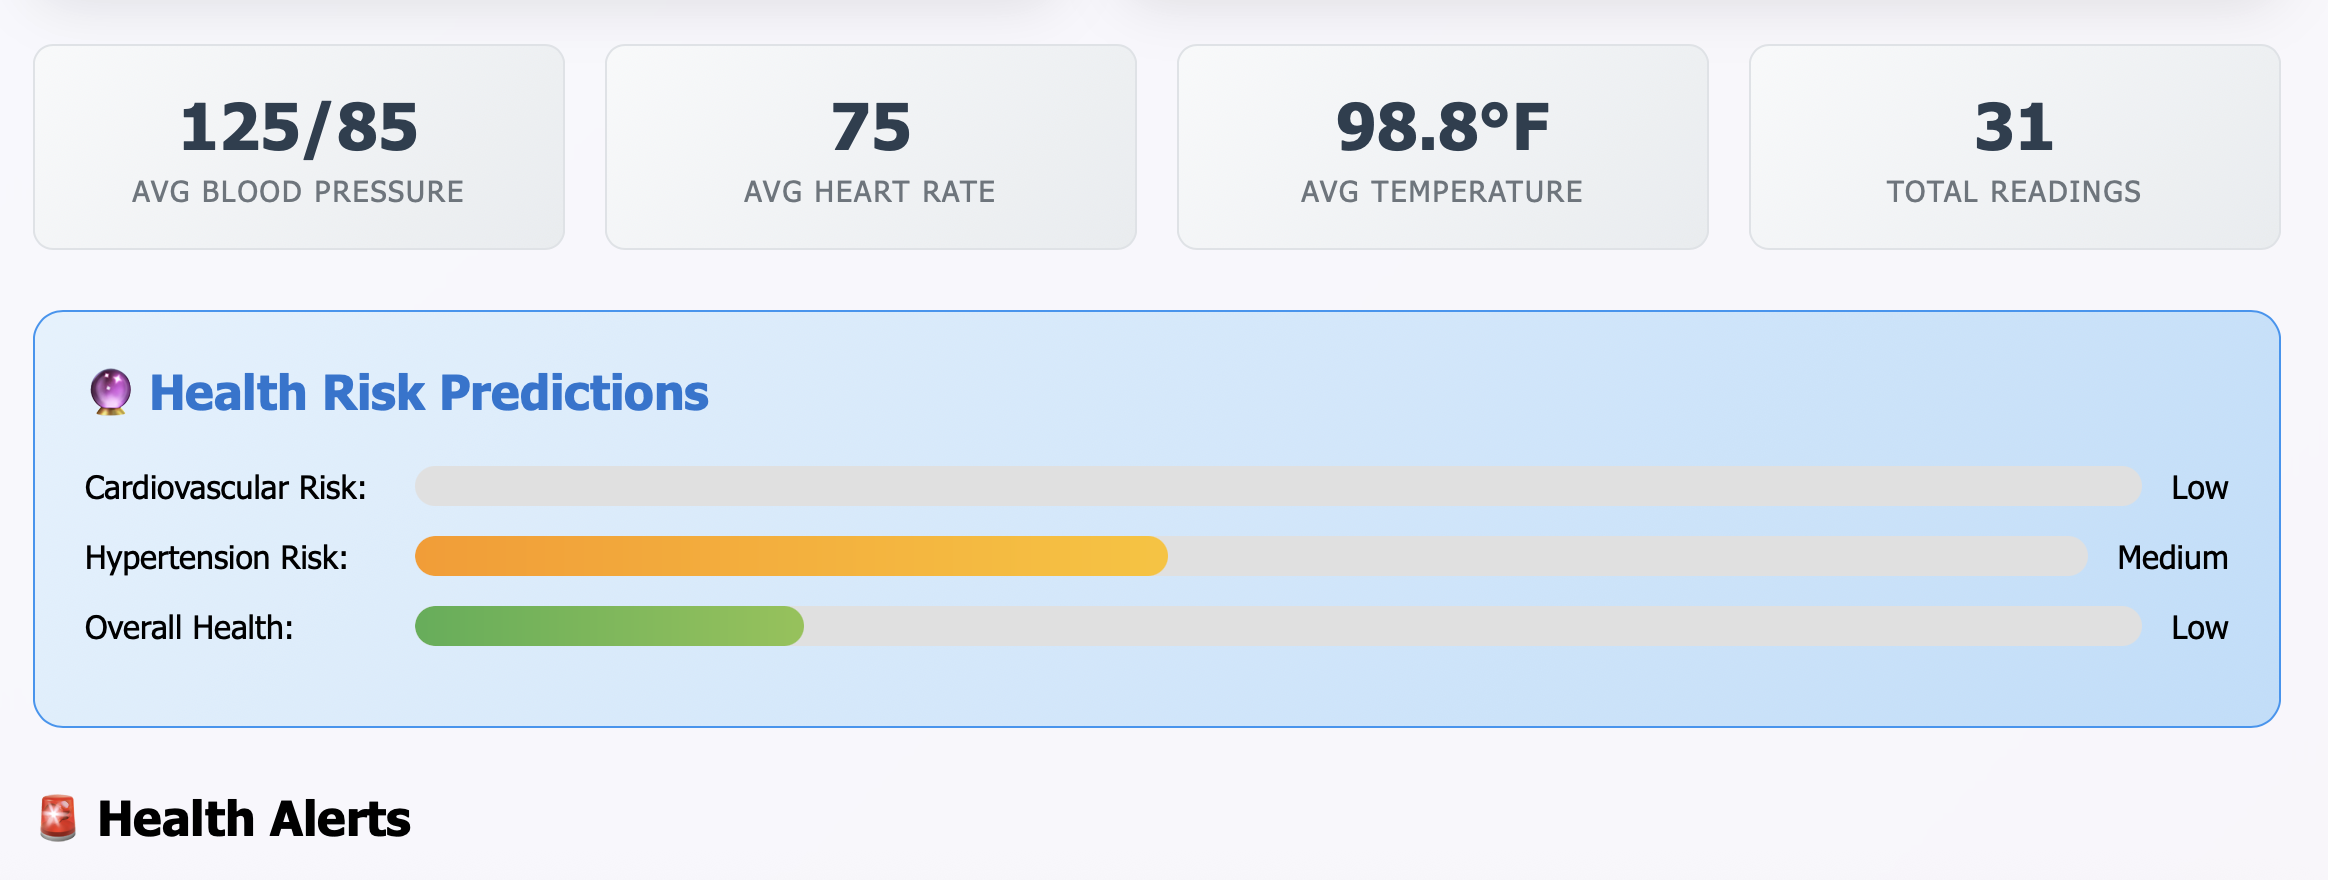 125/85
AVG BLOOD PRESSURE
75
AVG HEART RATE
98.8°F
AVG TEMPERATURE
31
TOTAL READINGS
Health Risk Predictions
Cardiovascular Risk: Low
Hypertension Risk: Medium
Overall Health: Low
Health Alerts